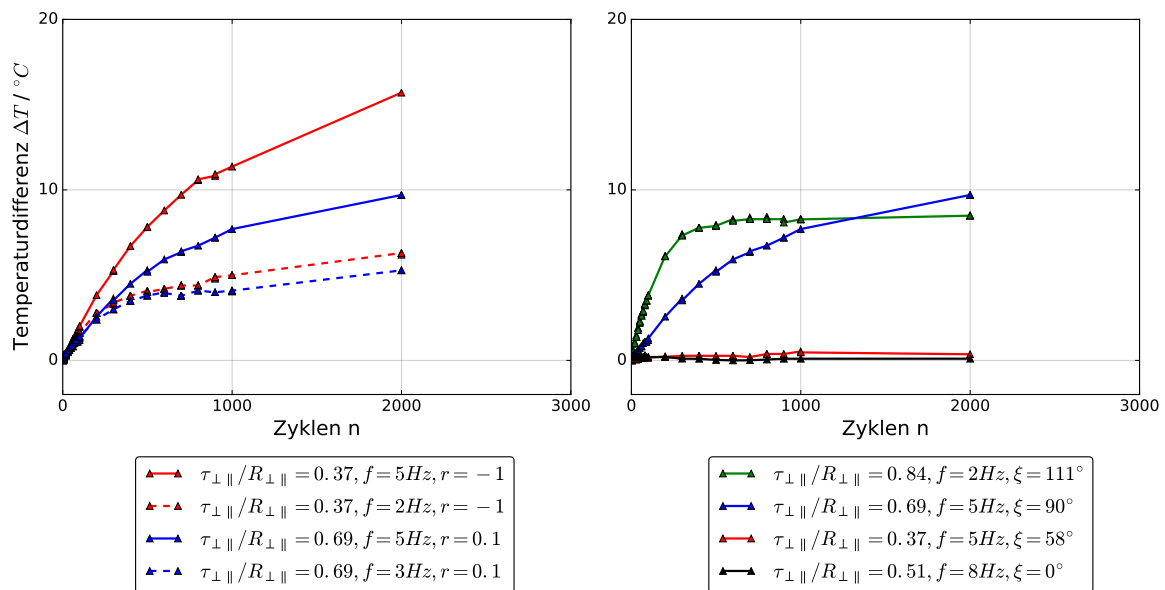 20
10
0
Temperaturdifferenz ΔT / °C
0 1000 2000 3000
Zyklen n
τ⊥∥/R⊥∥ = 0.37, f = 5Hz, r = −1
τ⊥∥/R⊥∥ = 0.37, f = 2Hz, r = −1
τ⊥∥/R⊥∥ = 0.69, f = 5Hz, r = 0.1
τ⊥∥/R⊥∥ = 0.69, f = 3Hz, r = 0.1
20
10
0
0 1000 2000 3000
Zyklen n
τ⊥∥/R⊥∥ = 0.84, f = 2Hz, ξ = 111°
τ⊥∥/R⊥∥ = 0.69, f = 5Hz, ξ = 90°
τ⊥∥/R⊥∥ = 0.37, f = 5Hz, ξ = 58°
τ⊥∥/R⊥∥ = 0.51, f = 8Hz, ξ = 0°